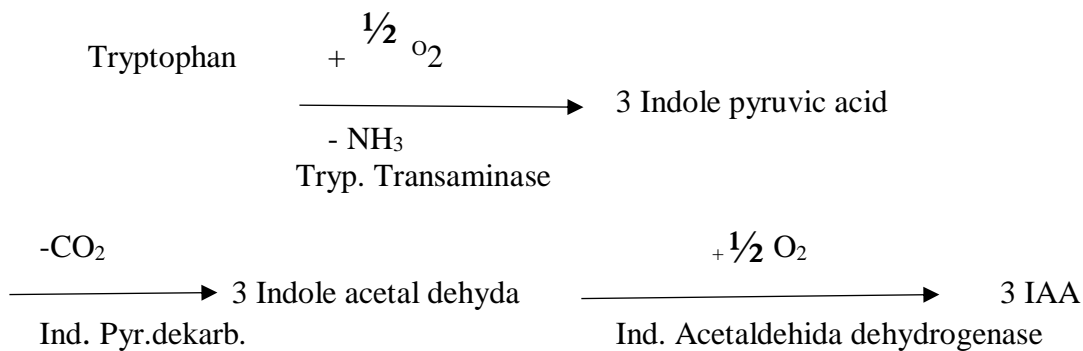 Tryptophan + ½ O2
3 Indole pyruvic acid
- NH3
Tryp. Transaminase
-CO2 +½ O2
3 Indole acetal dehyda 3 IAA
Ind. Pyr.dekarb. Ind. Acetaldehida dehydrogenase